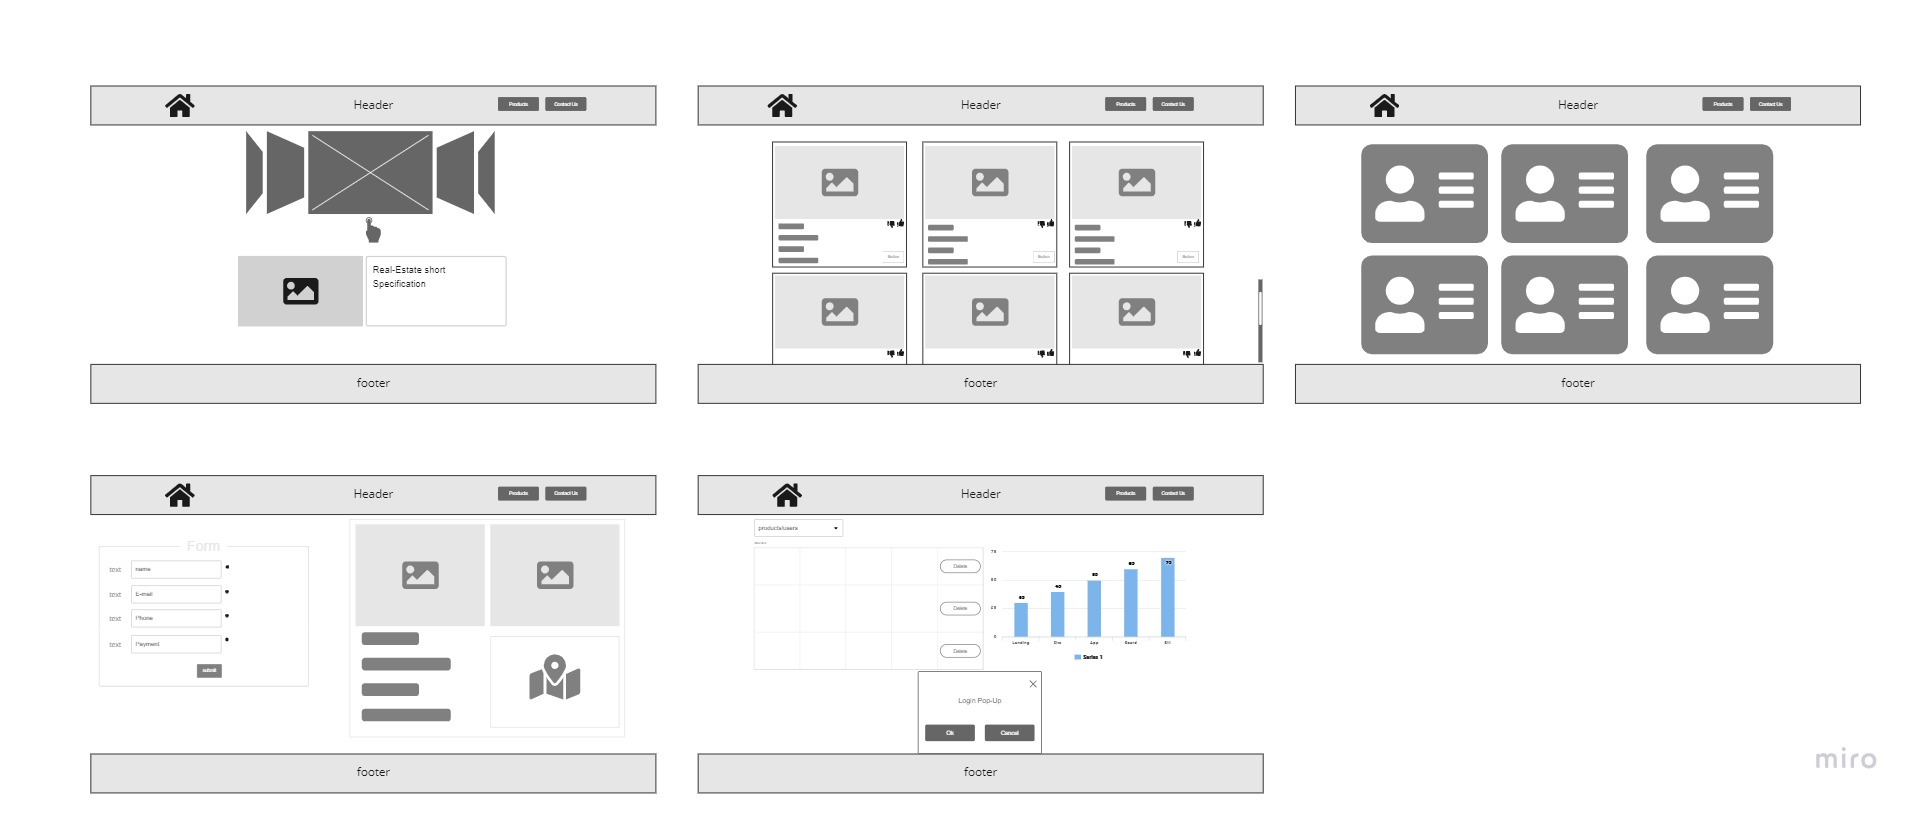 Header
Products
Contact Us
Real-Estate short
Specification
footer
Header
Products
Contact Us
Button
Button
Button
footer
Header
Products
Contact Us
footer
Header
Products
Contact Us
Form
text
name
text
E-mail
text
Phone
text
Payment
submit
footer
Header
Products
Contact Us
products/users
Delete
Delete
Delete
75
50
25
0
40
50
60
70
Landing
Doc
App
Board
Series 1
Login Pop-Up
Ok
Cancel
footer
miro